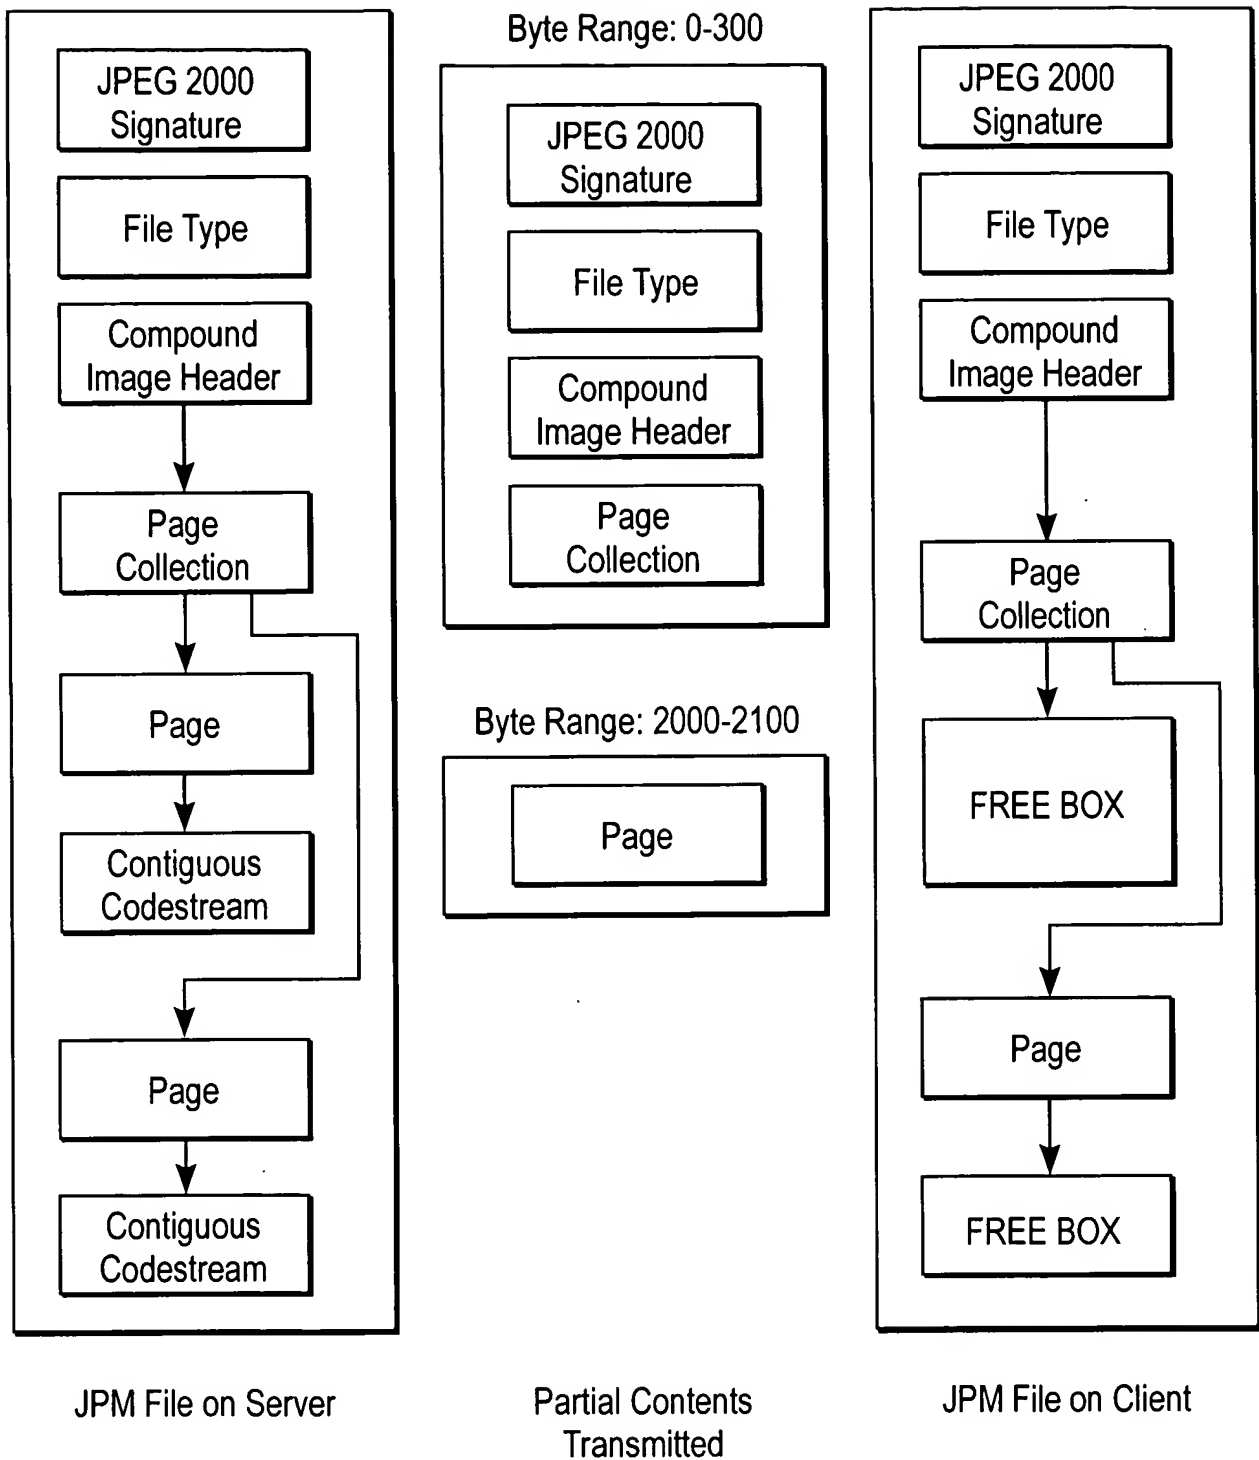 JPEG 2000
Signature
File Type
Compound
Image Header
Page
Collection
Page
Contiguous
Codestream
Page
Contiguous
Codestream
JPM File on Server
Byte Range: 0-300
JPEG 2000
Signature
File Type
Compound
Image Header
Page
Collection
Byte Range: 2000-2100
Page
Partial Contents
Transmitted
JPEG 2000
Signature
File Type
Compound
Image Header
Page
Collection
FREE BOX
Page
FREE BOX
JPM File on Client